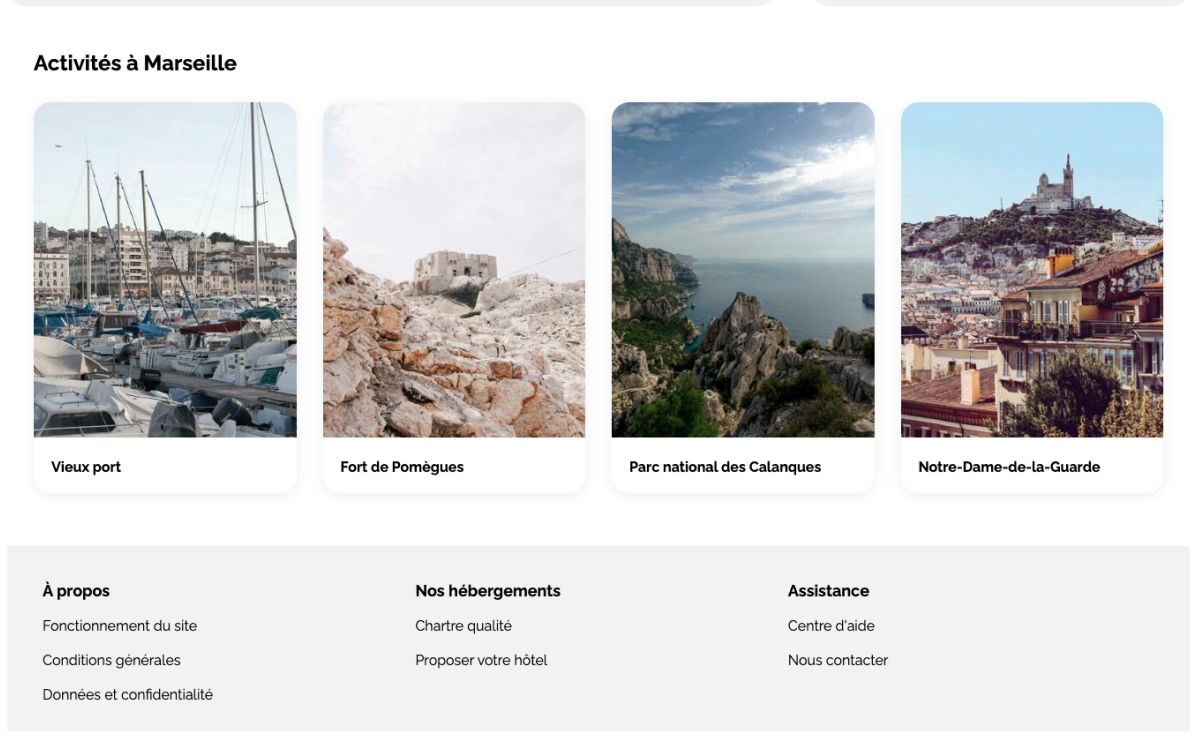 Activités à Marseille
Vieux port
Fort de Pomègues
Parc national des Calanques
Notre-Dame-de-la-Guarde
À propos
Fonctionnement du site
Conditions générales
Données et confidentialité
Nos hébergements
Chartre qualité
Proposer votre hôtel
Assistance
Centre d'aide
Nous contacter